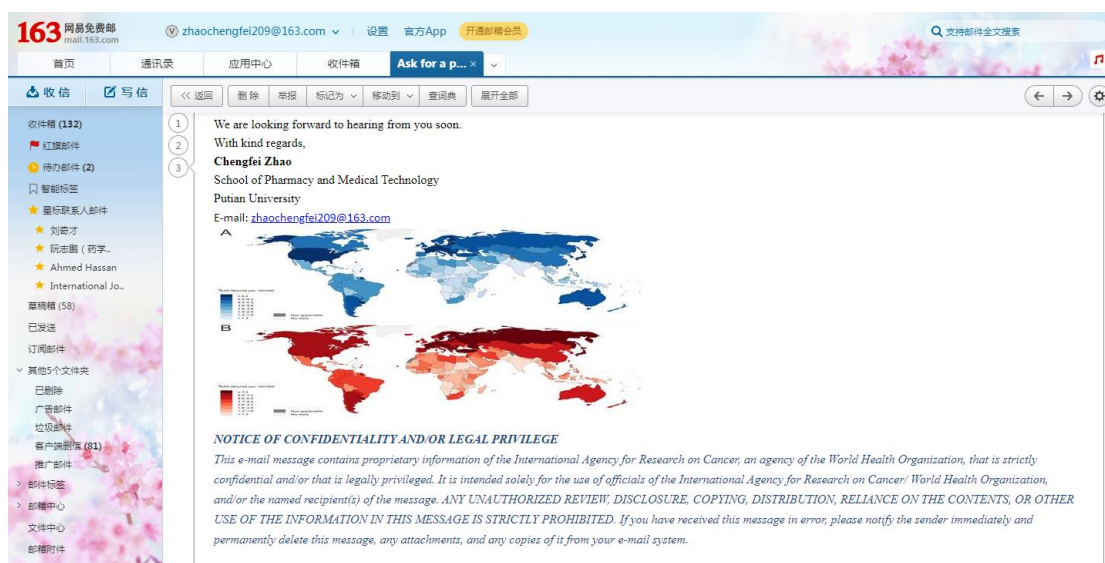 163 网易免费邮
mail.163.com
zhaochengfei209@163.com
设置
官方App
开通邮箱会员
支持邮件全文搜索
首页
通讯录
应用中心
收件箱
Ask for a p... ×
收信
写信
<< 返回
删除
举报
标记为
移动到
查词典
展开全部
收件箱 (132)
红旗邮件
待办邮件 (2)
智能标签
星标联系人邮件
刘奇才
阮志鹏 ( 药学..
Ahmed Hassan
International Jo..
草稿箱 (58)
已发送
订阅邮件
其他5个文件夹
已删除
广告邮件
垃圾邮件
客户端删信 (81)
推广邮件
邮件标签
邮箱中心
文件中心
邮箱附件
1
2
3
We are looking forward to hearing from you soon.
With kind regards,
Chengfei Zhao
School of Pharmacy and Medical Technology
Putian University
E-mail: zhaochengfei209@163.com
A
B
NOTICE OF CONFIDENTIALITY AND/OR LEGAL PRIVILEGE
This e-mail message contains proprietary information of the International Agency for Research on Cancer, an agency of the World Health Organization, that is strictly
confidential and/or that is legally privileged. It is intended solely for the use of officials of the International Agency for Research on Cancer/ World Health Organization,
and/or the named recipient(s) of the message. ANY UNAUTHORIZED REVIEW, DISCLOSURE, COPYING, DISTRIBUTION, RELIANCE ON THE CONTENTS, OR OTHER
USE OF THE INFORMATION IN THIS MESSAGE IS STRICTLY PROHIBITED. If you have received this message in error, please notify the sender immediately and
permanently delete this message, any attachments, and any copies of it from your e-mail system.